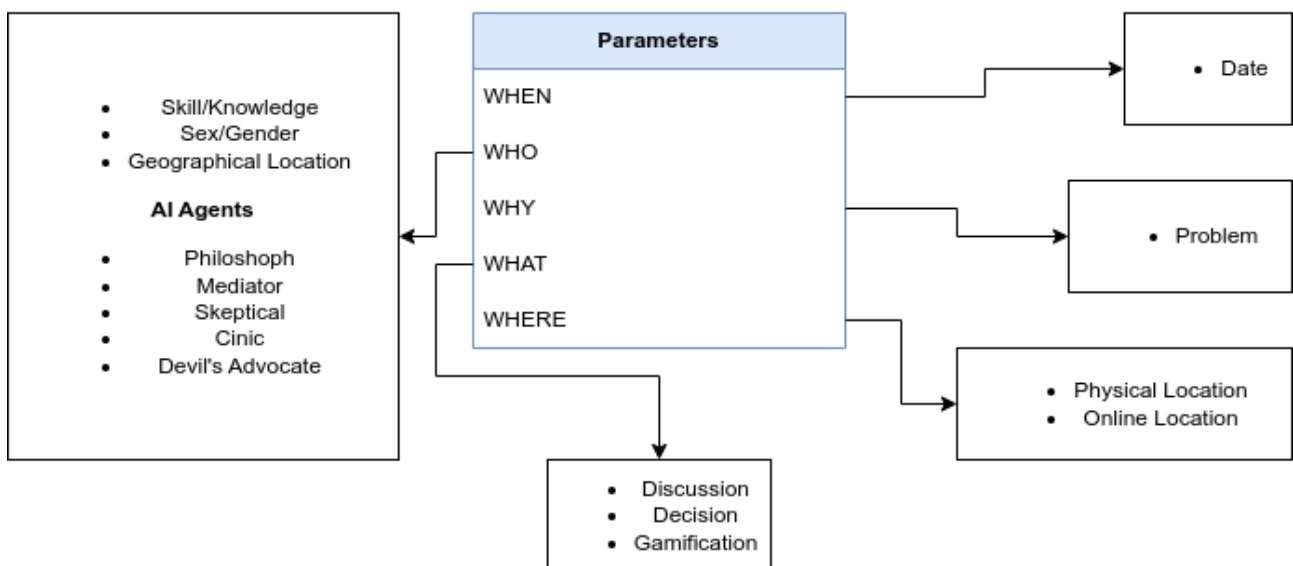 Parameters
WHEN
WHO
WHY
WHAT
WHERE
Skill/Knowledge
Sex/Gender
Geographical Location
AI Agents
Philoshoph
Mediator
Skeptical
Cinic
Devil's Advocate
Date
Problem
Physical Location
Online Location
Discussion
Decision
Gamification